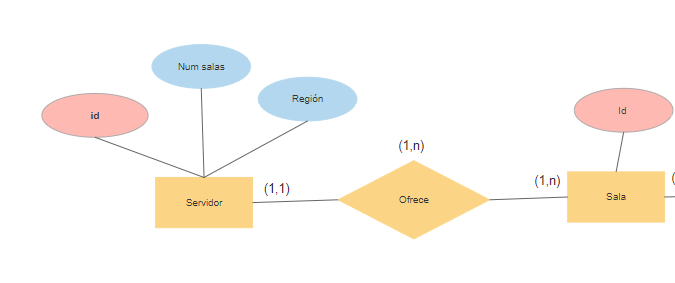 Num salas
Región
id
Id
(1,n)
(1,1)
(1,n)
Servidor
Ofrece
Sala